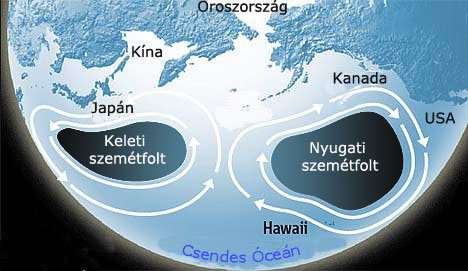 Oroszország
Kína
Kanada
Japán
USA
Keleti
szemétfolt
Nyugati
szemétfolt
Hawaii
Csendes Óceán